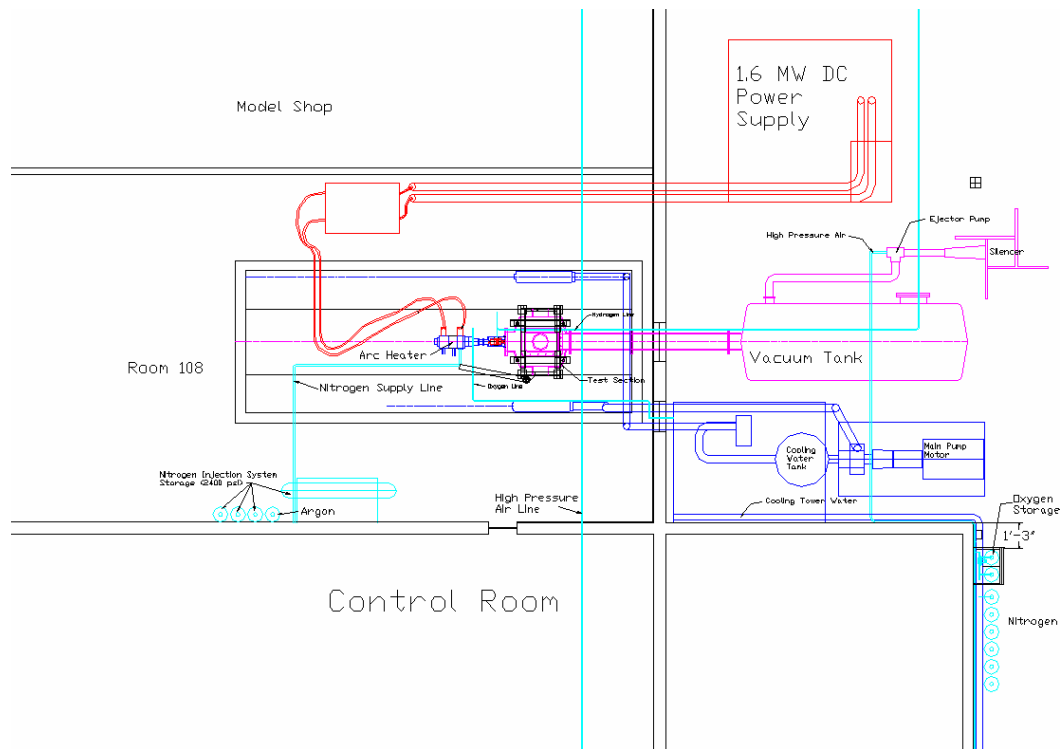 1.6 MW DC
Power
Supply
Model Shop
Ejector Pump
High Pressure Air
Silencer
Hydrogen Line
Arc Heater
Vacuum Tank
Room 108
Test Section
Nitrogen Supply Line
Oxygen Line
Main Pump
Motor
Cooling
Water
Tank
Nitrogen Injection System
Storage (2400 psi)
High Pressure
Air Line
Cooling Tower Water
Oxygen
Storage
Argon
1'-3"
Control Room
Nitrogen